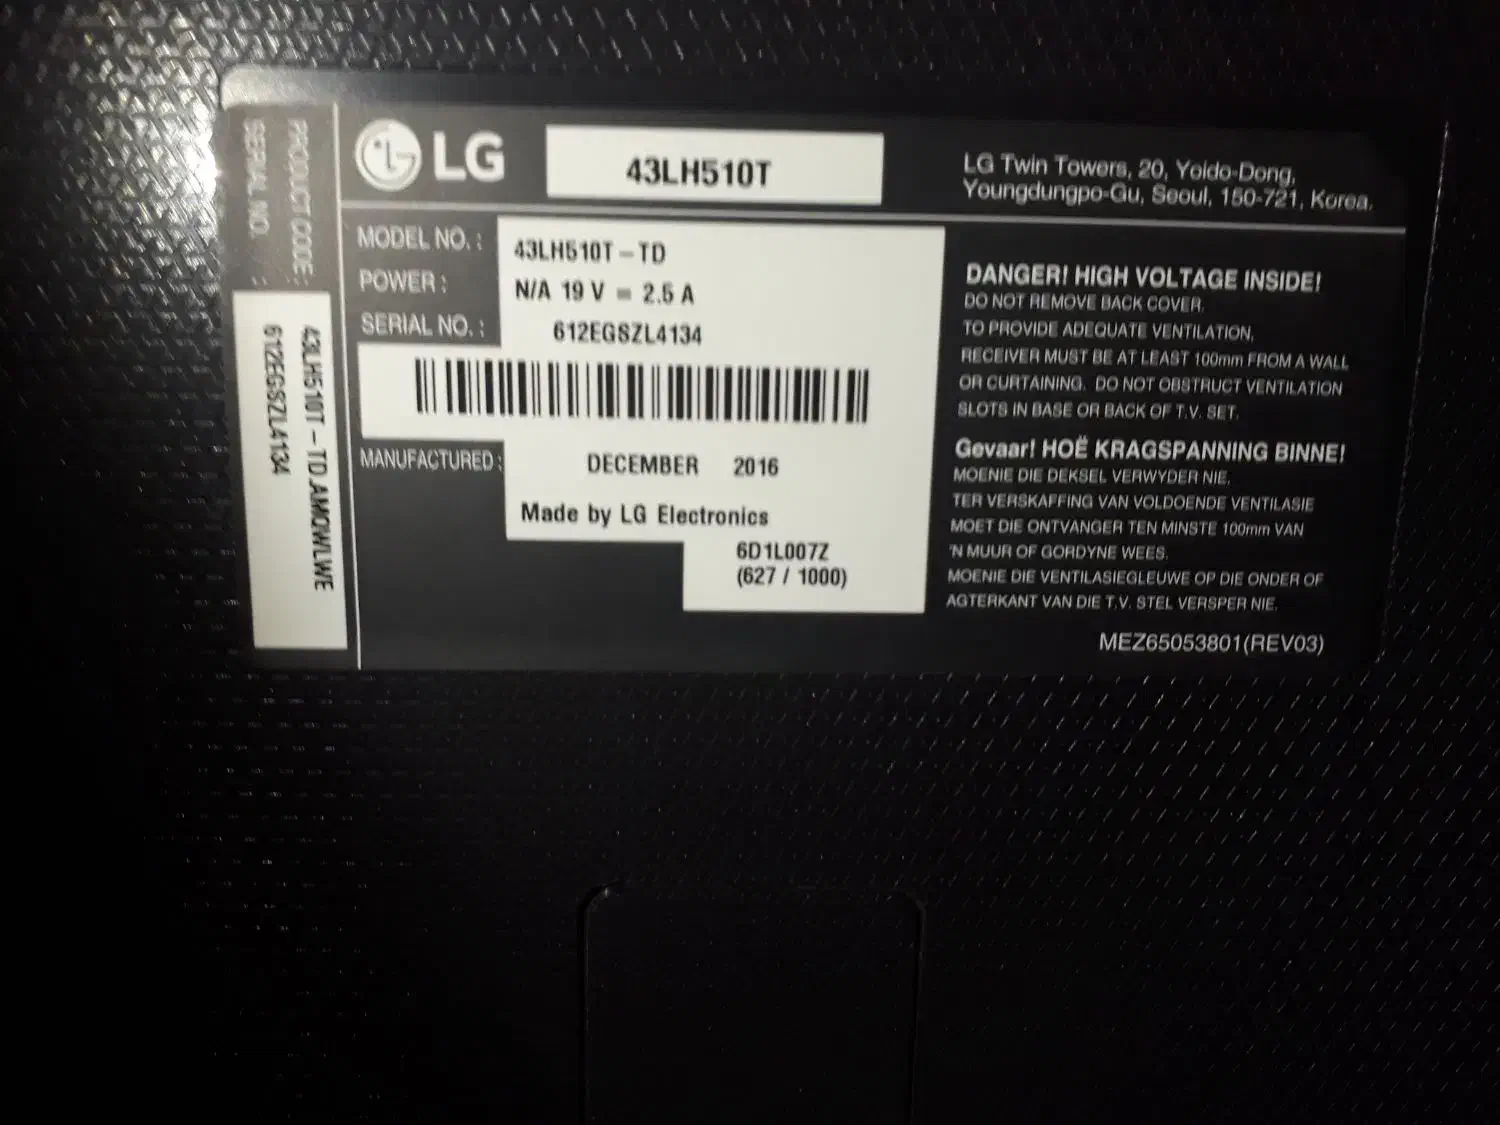 PRODUCT CODE :
SERIAL NO. :
43LH510T - TD.AMOWLWE
612EGSZL4134
LG
43LH510T
LG Twin Towers, 20, Yoido-Dong,
Youngdungpo-Gu, Seoul, 150-721, Korea.
MODEL NO. : 43LH510T - TD
POWER : N/A 19 V = 2.5 A
SERIAL NO. : 612EGSZL4134
MANUFACTURED : DECEMBER 2016
Made by LG Electronics
6D1L007Z
(627 / 1000)
DANGER! HIGH VOLTAGE INSIDE!
DO NOT REMOVE BACK COVER.
TO PROVIDE ADEQUATE VENTILATION,
RECEIVER MUST BE AT LEAST 100mm FROM A WALL
OR CURTAINING. DO NOT OBSTRUCT VENTILATION
SLOTS IN BASE OR BACK OF T.V. SET.
Gevaar! HOË KRAGSPANNING BINNE!
MOENIE DIE DEKSEL VERWYDER NIE.
TER VERSKAFFING VAN VOLDOENDE VENTILASIE
MOET DIE ONTVANGER TEN MINSTE 100mm VAN
'N MUUR OF GORDYNE WEES.
MOENIE DIE VENTILASIEGLEUWE OP DIE ONDER OF
AGTERKANT VAN DIE T.V. STEL VERSPER NIE.
MEZ65053801(REV03)